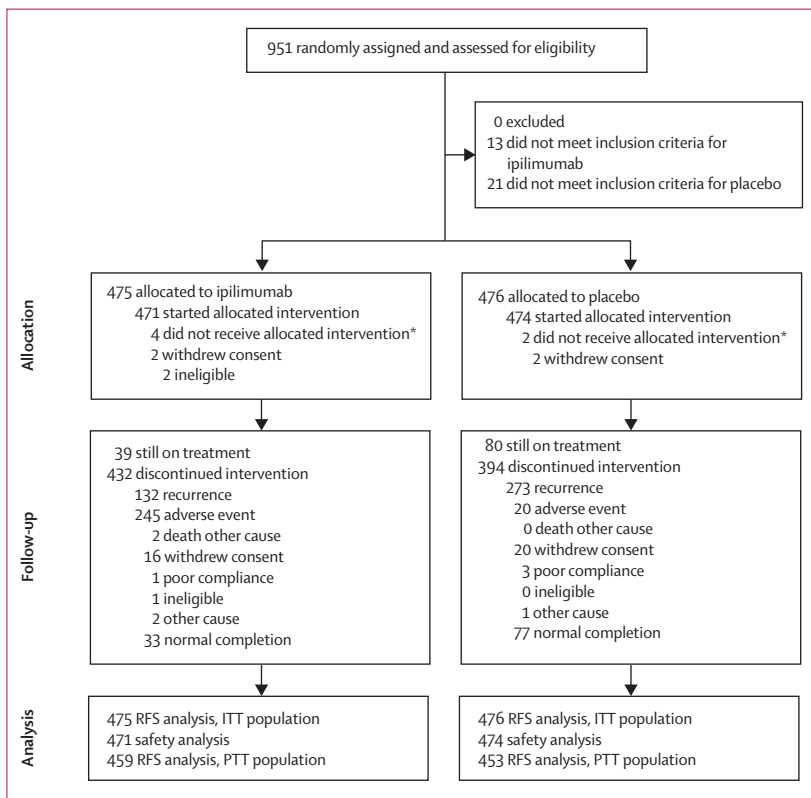 951 randomly assigned and assessed for eligibility
0 excluded
13 did not meet inclusion criteria for
ipilimumab
21 did not meet inclusion criteria for placebo
Allocation
475 allocated to ipilimumab
471 started allocated intervention
4 did not receive allocated intervention*
2 withdrew consent
2 ineligible
476 allocated to placebo
474 started allocated intervention
2 did not receive allocated intervention*
2 withdrew consent
Follow-up
39 still on treatment
432 discontinued intervention
132 recurrence
245 adverse event
2 death other cause
16 withdrew consent
1 poor compliance
1 ineligible
2 other cause
33 normal completion
80 still on treatment
394 discontinued intervention
273 recurrence
20 adverse event
0 death other cause
20 withdrew consent
3 poor compliance
0 ineligible
1 other cause
77 normal completion
Analysis
475 RFS analysis, ITT population
471 safety analysis
459 RFS analysis, PTT population
476 RFS analysis, ITT population
474 safety analysis
453 RFS analysis, PTT population